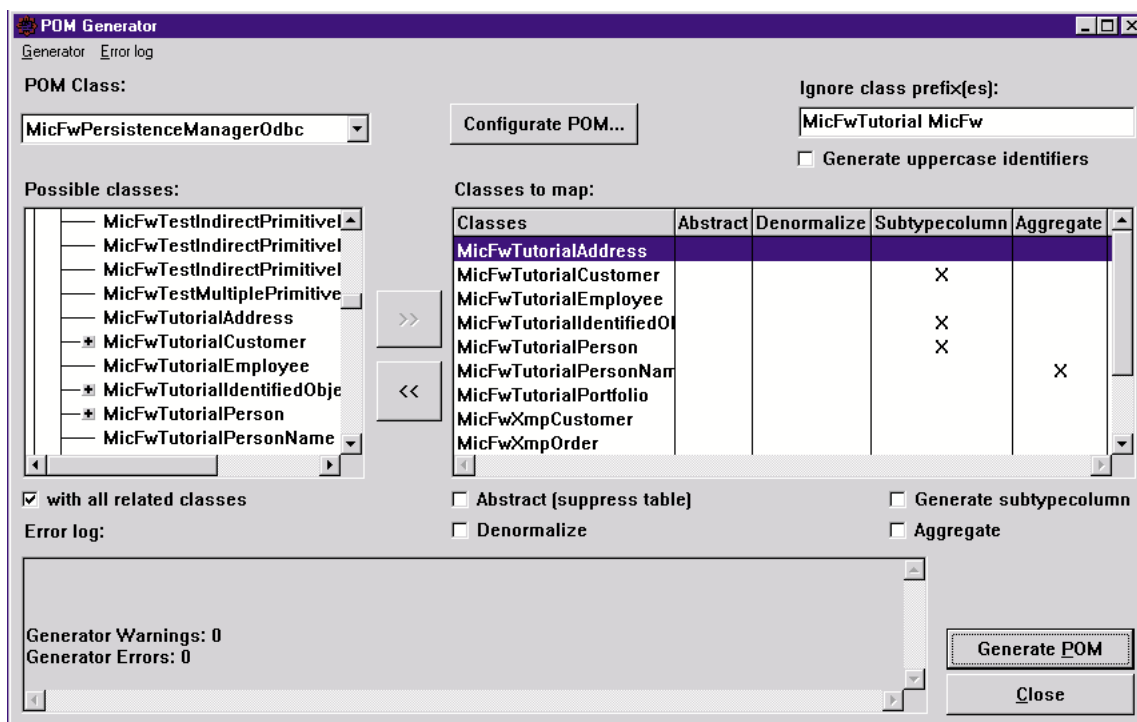 POM Generator
Generator Error log
POM Class:
Ignore class prefix(es):
MicFwPersistenceManagerOdbc
Configurate POM...
MicFwTutorial MicFw
Generate uppercase identifiers
Possible classes:
Classes to map:
MicFwTestIndirectPrimitiveI
MicFwTestIndirectPrimitiveI
MicFwTestIndirectPrimitiveI
MicFwTestMultiplePrimitive
MicFwTutorialAddress
MicFwTutorialCustomer
MicFwTutorialEmployee
MicFwTutorialIdentifiedObje
MicFwTutorialPerson
MicFwTutorialPersonName
>>
<<
Classes Abstract Denormalize Subtypecolumn Aggregate
MicFwTutorialAddress
MicFwTutorialCustomer X
MicFwTutorialEmployee
MicFwTutorialIdentifiedOI X
MicFwTutorialPerson X
MicFwTutorialPersonNam X
MicFwTutorialPortfolio
MicFwXmpCustomer
MicFwXmpOrder
with all related classes
Abstract (suppress table)
Generate subtypecolumn
Error log:
Denormalize
Aggregate
Generator Warnings: 0
Generator Errors: 0
Generate POM
Close